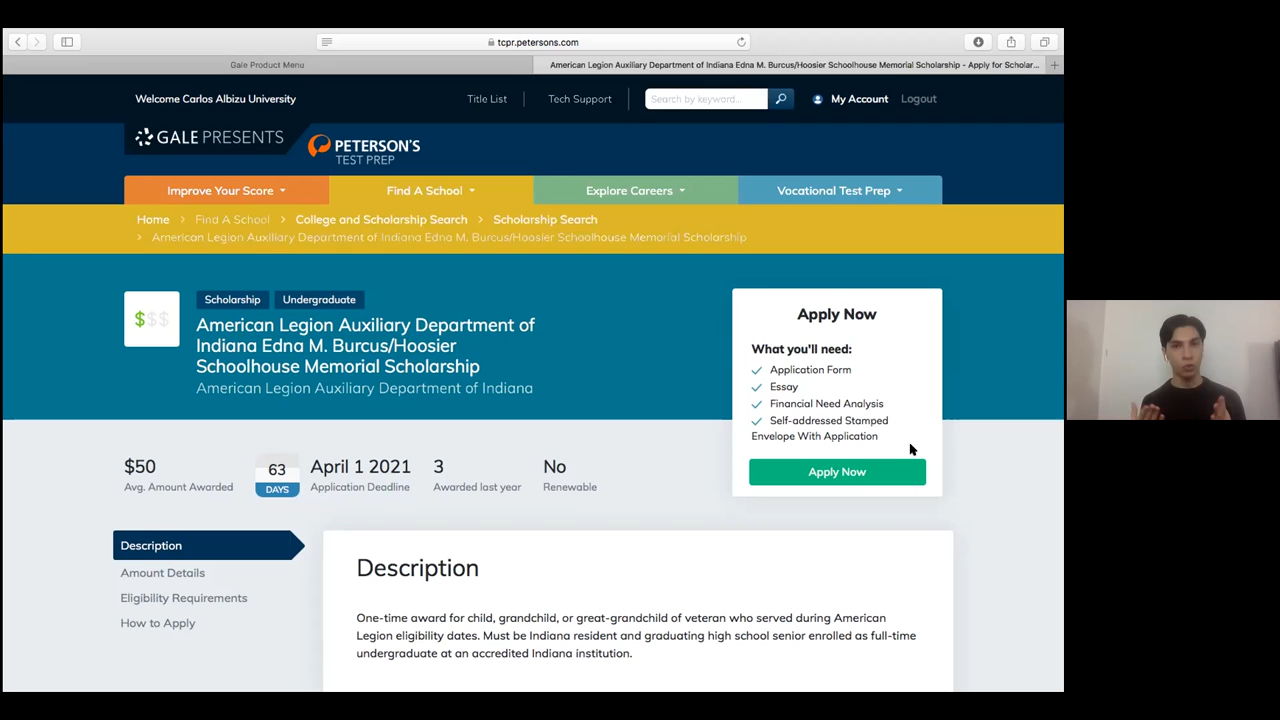 tcpr.petersons.com
Gale Product Menu
American Legion Auxiliary Department of Indiana Edna M. Burcus/Hoosier Schoolhouse Memorial Scholarship - Apply for Scholar...
Welcome Carlos Albizu University
Title List
Tech Support
Search by keyword...
My Account
Logout
GALE PRESENTS
PETERSON'S
TEST PREP
Improve Your Score
Find A School
Explore Careers
Vocational Test Prep
Home > Find A School > College and Scholarship Search > Scholarship Search
> American Legion Auxiliary Department of Indiana Edna M. Burcus/Hoosier Schoolhouse Memorial Scholarship
$$$
Scholarship
Undergraduate
American Legion Auxiliary Department of
Indiana Edna M. Burcus/Hoosier
Schoolhouse Memorial Scholarship
American Legion Auxiliary Department of Indiana
Apply Now
What you'll need:
Application Form
Essay
Financial Need Analysis
Self-addressed Stamped
Envelope With Application
Apply Now
$50
Avg. Amount Awarded
63
DAYS
April 1 2021
Application Deadline
3
Awarded last year
No
Renewable
Description
Amount Details
Eligibility Requirements
How to Apply
Description
One-time award for child, grandchild, or great-grandchild of veteran who served during American
Legion eligibility dates. Must be Indiana resident and graduating high school senior enrolled as full-time
undergraduate at an accredited Indiana institution.